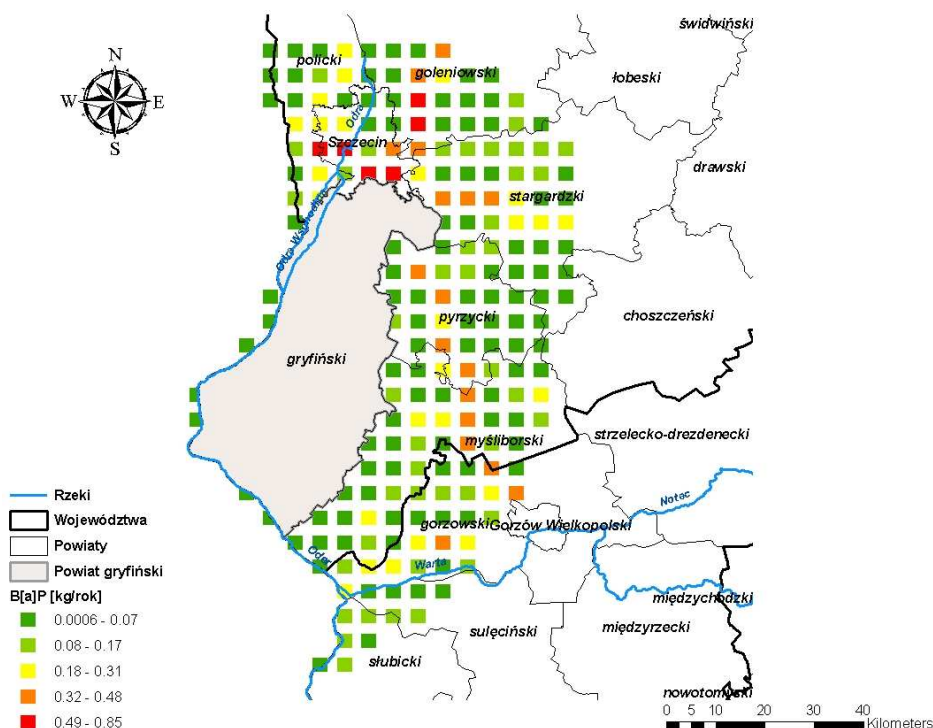 świdwiński
N
policki
goleniowski
łobeski
W
E
S
Odra
Szczecin
drawski
stargardzki
Odra Wschodnia
pyrzycki
choszczeński
gryfiński
myśliborski
strzelecko-drezdenecki
Rzeki
Województwa
Powiaty
Powiat gryfiński
Noteć
gorzowski
Gorzów Wielkopolski
Odra
Warta
B[a]P [kg/rok]
0.0006 - 0.07
0.08 - 0.17
0.18 - 0.31
0.32 - 0.48
0.49 - 0.85
międzychodzki
sulęciński
międzyrzecki
słubicki
nowotomyski
0 5 10 20 30 40
Kilometers